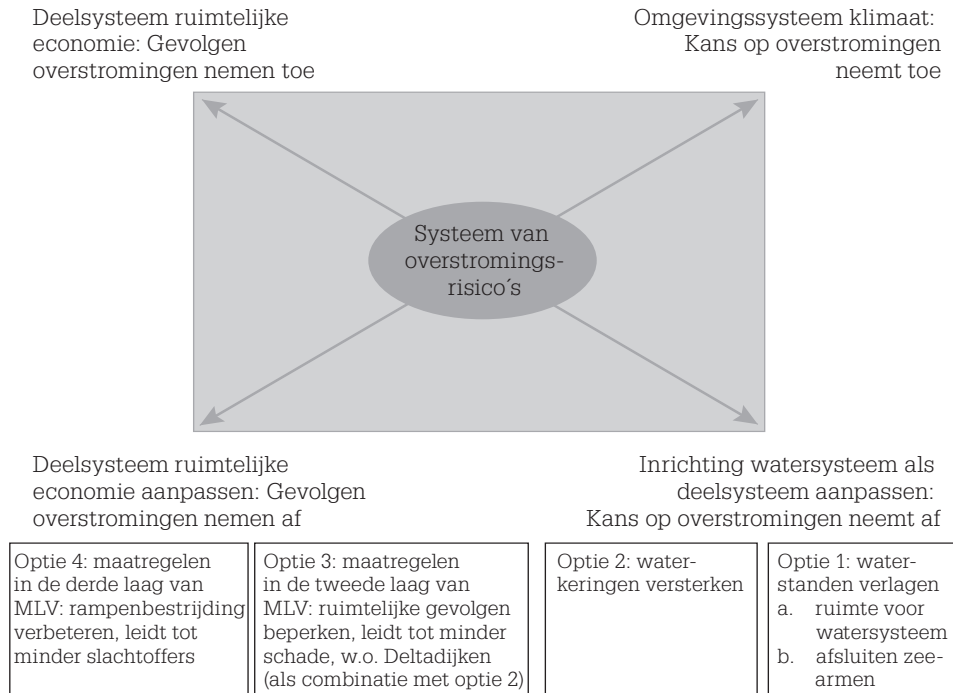 Deelsysteem ruimtelijke
economie: Gevolgen
overstromingen nemen toe
Omgevingssysteem klimaat:
Kans op overstromingen
neemt toe
Systeem van
overstromings-
risico´s
Deelsysteem ruimtelijke
economie aanpassen: Gevolgen
overstromingen nemen af
Inrichting watersysteem als
deelsysteem aanpassen:
Kans op overstromingen neemt af
Optie 4: maatregelen
in de derde laag van
MLV: rampenbestrijding
verbeteren, leidt tot
minder slachtoffers
Optie 3: maatregelen
in de tweede laag van
MLV: ruimtelijke gevolgen
beperken, leidt tot minder
schade, w.o. Deltadijken
(als combinatie met optie 2)
Optie 2: water-
keringen versterken
Optie 1: water-
standen verlagen
a. ruimte voor
watersysteem
b. afsluiten zee-
armen